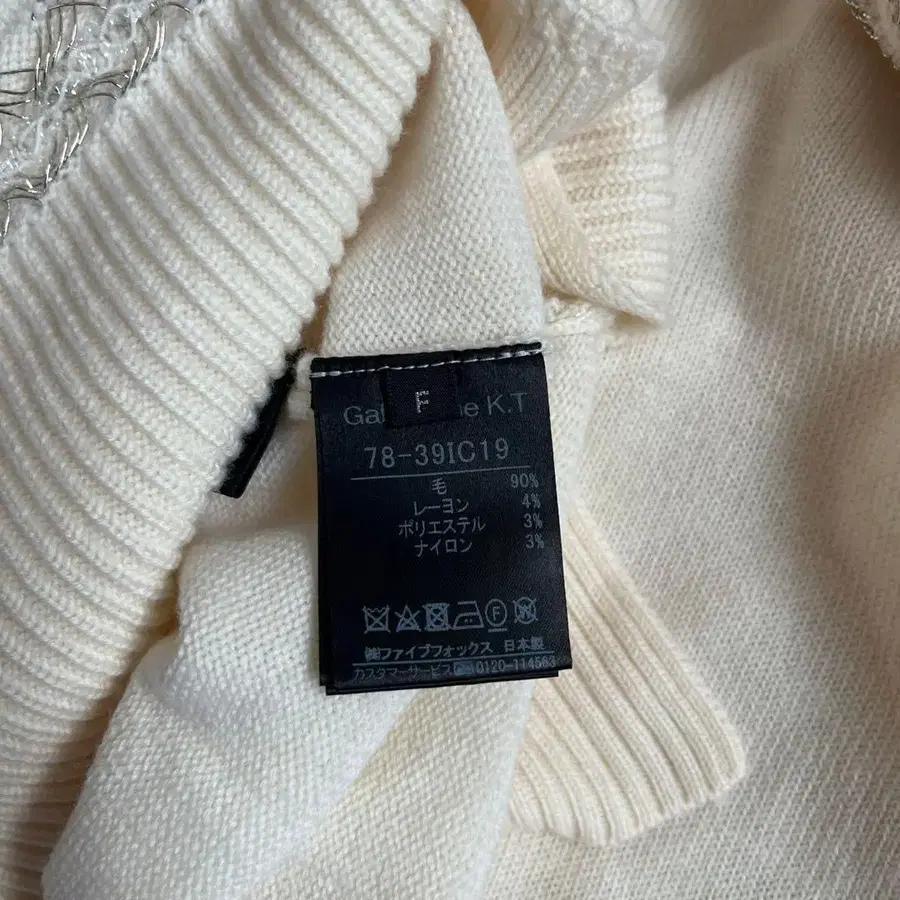 F
K.T
78-39IC19
毛 90%
レーヨン 4%
ポリエステル 3%
ナイロン 3%
F W
㈱ファイブフォックス 日本製
カスタマーサービス 0120-114563